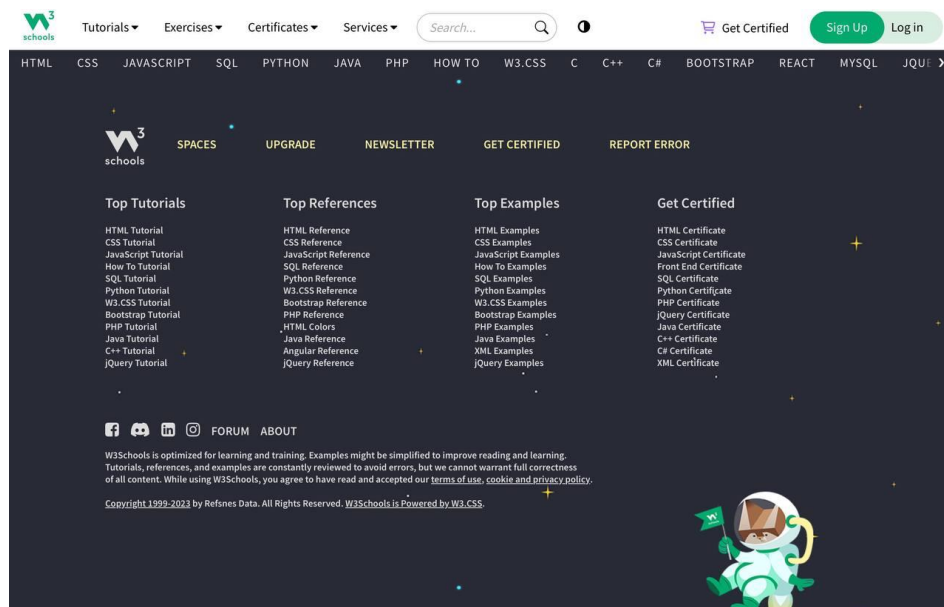 W3
schools
Tutorials Exercises Certificates Services Search... Get Certified Sign Up Log in
HTML CSS JAVASCRIPT SQL PYTHON JAVA PHP HOW TO W3.CSS C C++ C# BOOTSTRAP REACT MYSQL JQUE
W3
schools
SPACES UPGRADE NEWSLETTER GET CERTIFIED REPORT ERROR
Top Tutorials
HTML Tutorial
CSS Tutorial
JavaScript Tutorial
How To Tutorial
SQL Tutorial
Python Tutorial
W3.CSS Tutorial
Bootstrap Tutorial
PHP Tutorial
Java Tutorial
C++ Tutorial
jQuery Tutorial
Top References
HTML Reference
CSS Reference
JavaScript Reference
SQL Reference
Python Reference
W3.CSS Reference
Bootstrap Reference
PHP Reference
HTML Colors
Java Reference
Angular Reference
jQuery Reference
Top Examples
HTML Examples
CSS Examples
JavaScript Examples
How To Examples
SQL Examples
Python Examples
W3.CSS Examples
Bootstrap Examples
PHP Examples
Java Examples
XML Examples
jQuery Examples
Get Certified
HTML Certificate
CSS Certificate
JavaScript Certificate
Front End Certificate
SQL Certificate
Python Certificate
PHP Certificate
jQuery Certificate
Java Certificate
C++ Certificate
C# Certificate
XML Certificate
in FORUM ABOUT
W3Schools is optimized for learning and training. Examples might be simplified to improve reading and learning.
Tutorials, references, and examples are constantly reviewed to avoid errors, but we cannot warrant full correctness
of all content. While using W3Schools, you agree to have read and accepted our terms of use, cookie and privacy policy.
Copyright 1999-2023 by Refsnes Data. All Rights Reserved. W3Schools is Powered by W3.CSS.